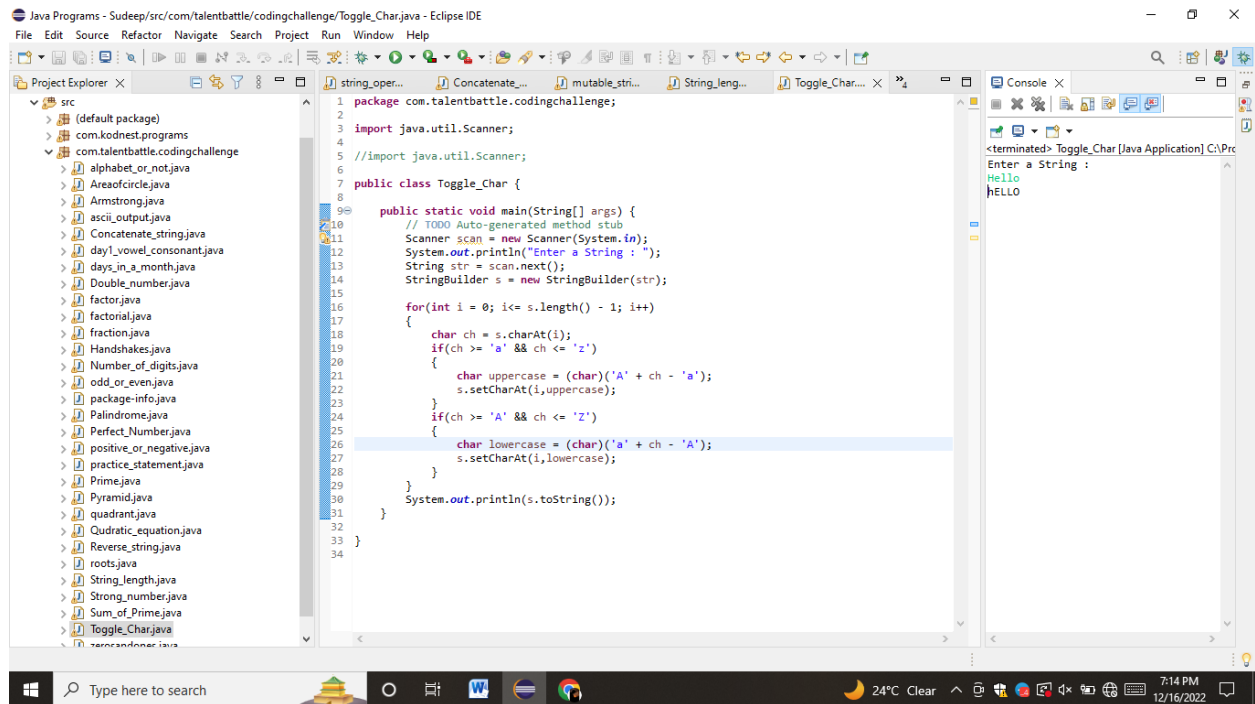 Java Programs - Sudeep/src/com/talentbattle/codingchallenge/Toggle_Char.java - Eclipse IDE
File Edit Source Refactor Navigate Search Project Run Window Help
Project Explorer
src
(default package)
com.kodnest.programs
com.talentbattle.codingchallenge
alphabet_or_not.java
Areaofcircle.java
Armstrong.java
ascii_output.java
Concatenate_string.java
day1_vowel_consonant.java
days_in_a_month.java
Double_number.java
factor.java
factorial.java
fraction.java
Handshakes.java
Number_of_digits.java
odd_or_even.java
package-info.java
Palindrome.java
Perfect_Number.java
positive_or_negative.java
practice_statement.java
Prime.java
Pyramid.java
quadrant.java
Qudratic_equation.java
Reverse_string.java
roots.java
String_length.java
Strong_number.java
Sum_of_Prime.java
Toggle_Char.java
zerosandones.java
string_oper... Concatenate_... mutable_stri... String_leng... Toggle_Char.... 4
1 package com.talentbattle.codingchallenge;
2
3 import java.util.Scanner;
4
5 //import java.util.Scanner;
6
7 public class Toggle_Char {
8
9 public static void main(String[] args) {
10 // TODO Auto-generated method stub
11 Scanner scan = new Scanner(System.in);
12 System.out.println("Enter a String : ");
13 String str = scan.next();
14 StringBuilder s = new StringBuilder(str);
15
16 for(int i = 0; i<= s.length() - 1; i++)
17 {
18 char ch = s.charAt(i);
19 if(ch >= 'a' && ch <= 'z')
20 {
21 char uppercase = (char)('A' + ch - 'a');
22 s.setCharAt(i,uppercase);
23 }
24 if(ch >= 'A' && ch <= 'Z')
25 {
26 char lowercase = (char)('a' + ch - 'A');
27 s.setCharAt(i,lowercase);
28 }
29 }
30 System.out.println(s.toString());
31 }
32
33 }
34
Console
<terminated> Toggle_Char [Java Application] C:\Prc
Enter a String :
Hello
hELLO
Type here to search
24°C Clear
7:14 PM
12/16/2022